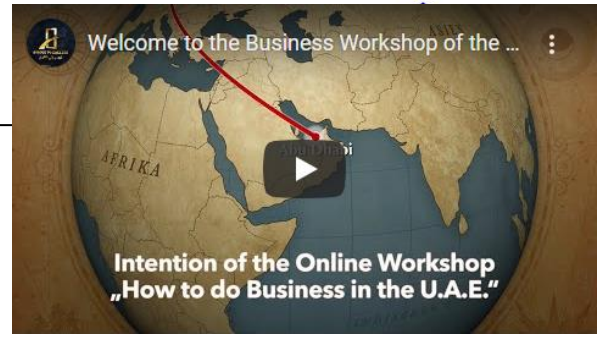 Welcome to the Business Workshop of the ...
ASIEN
Abu Dhabi
AFRIKA
Intention of the Online Workshop
„How to do Business in the U.A.E.“